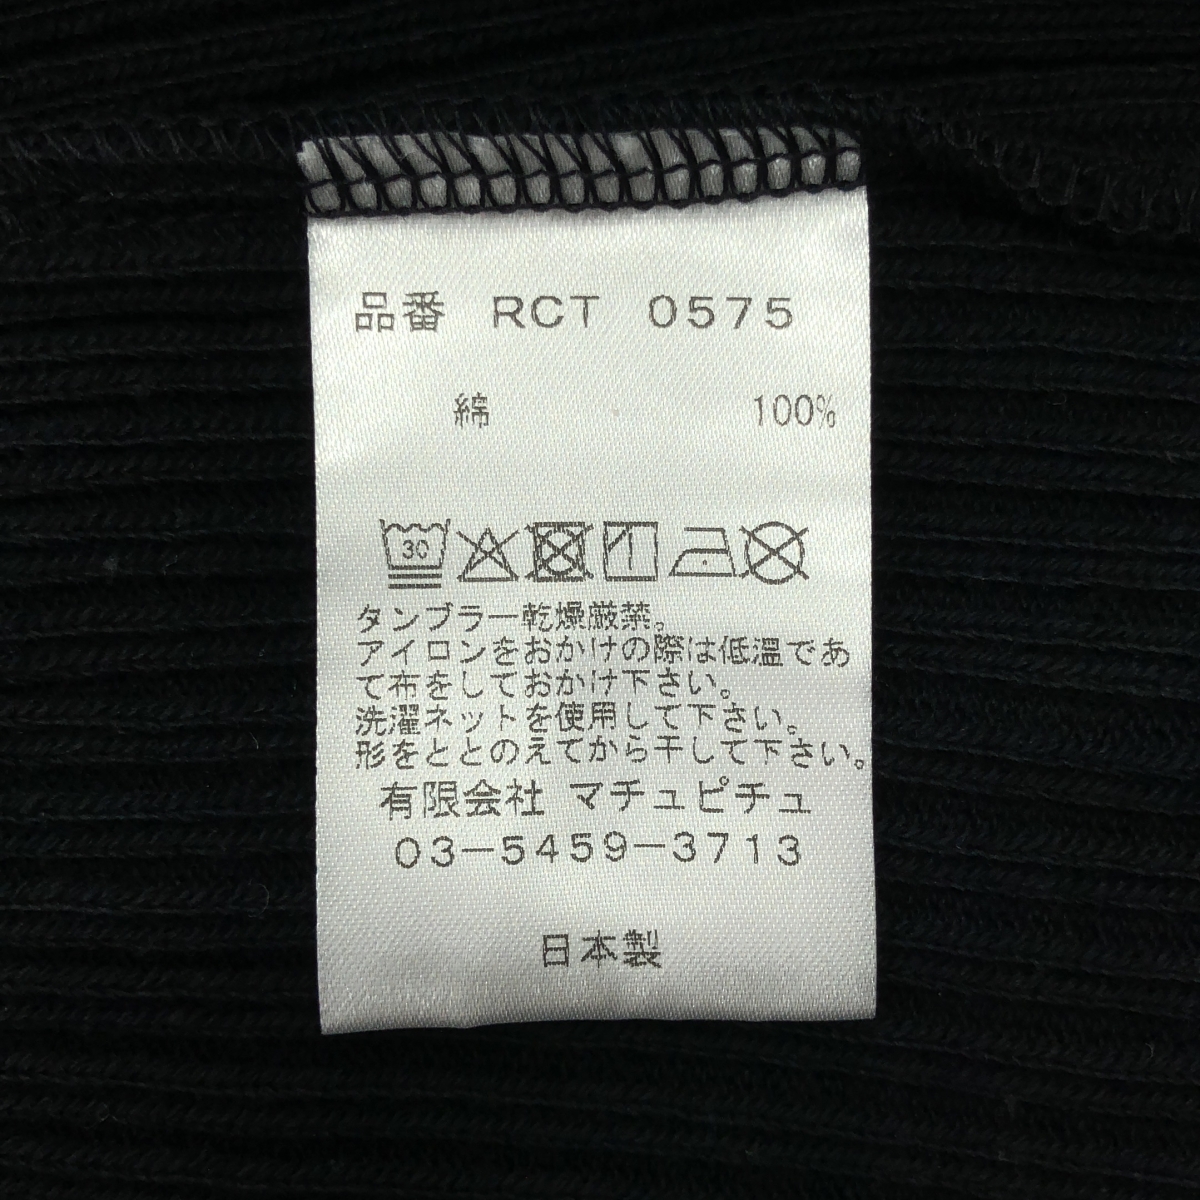 品番 RCT 0575
綿 100%
30
タンブラー乾燥厳禁。
アイロンをおかけの際は低温であ
て布をしておかけ下さい。
洗濯ネットを使用して下さい。
形をととのえてから干して下さい。
有限会社 マチュピチュ
03-5459-3713
日本製